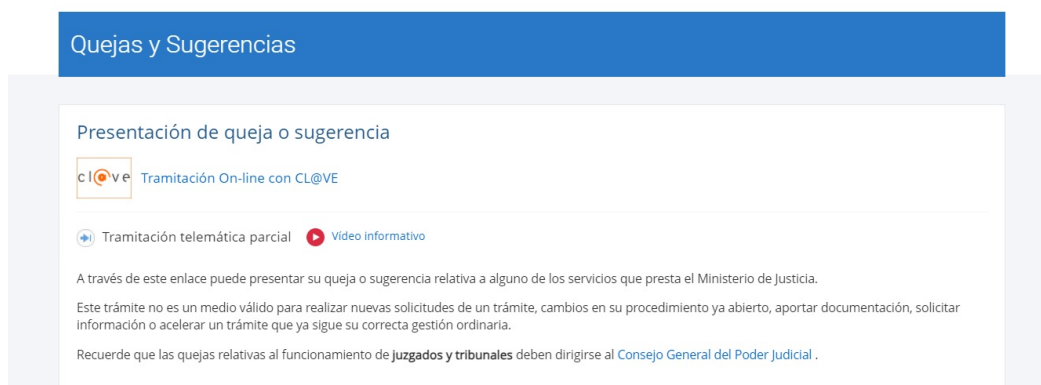 Quejas y Sugerencias
Presentación de queja o sugerencia
cl@ve Tramitación On-line con CL@VE
Tramitación telemática parcial Vídeo informativo
A través de este enlace puede presentar su queja o sugerencia relativa a alguno de los servicios que presta el Ministerio de Justicia.
Este trámite no es un medio válido para realizar nuevas solicitudes de un trámite, cambios en su procedimiento ya abierto, aportar documentación, solicitar
información o acelerar un trámite que ya sigue su correcta gestión ordinaria.
Recuerde que las quejas relativas al funcionamiento de juzgados y tribunales deben dirigirse al Consejo General del Poder Judicial .